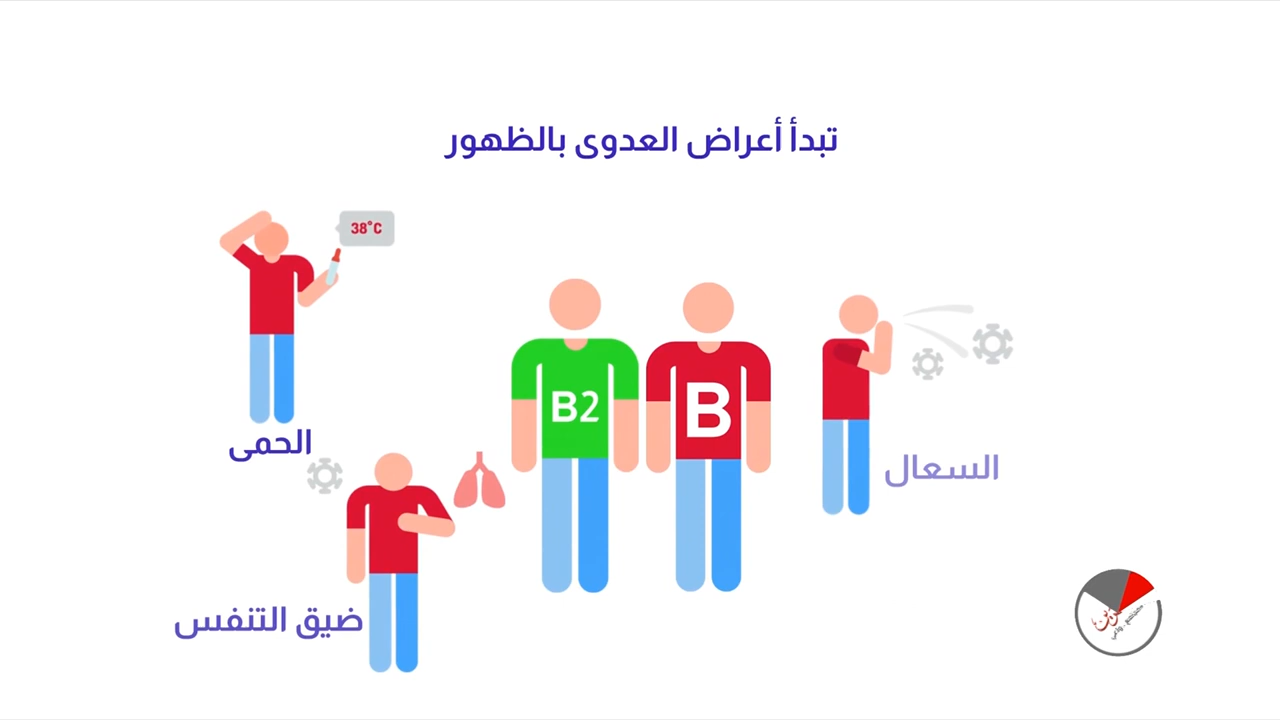 تبدأ أعراض العدوى بالظهور
38°C
B2
B
الحمى
السعال
ضيق التنفس